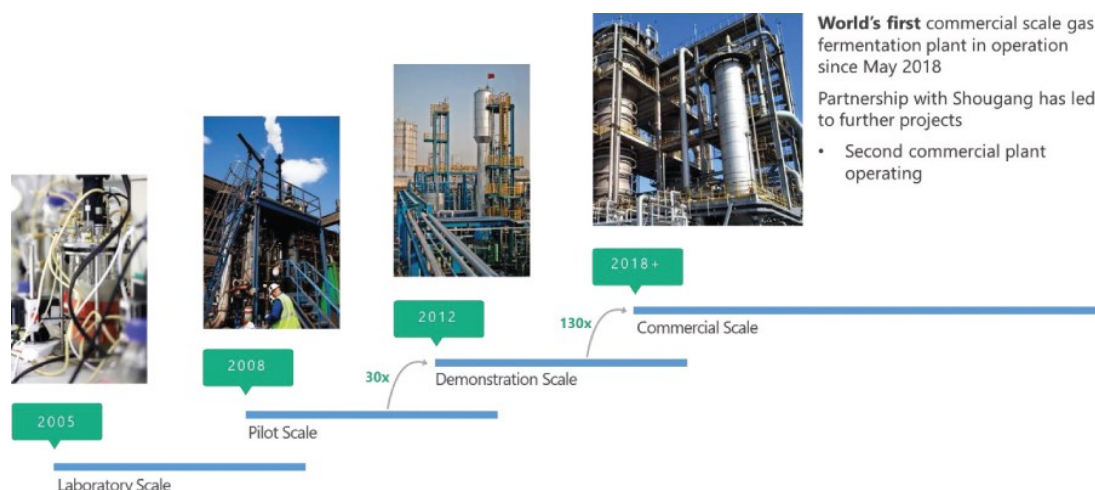 World's first commercial scale gas
fermentation plant in operation
since May 2018
Partnership with Shougang has led
to further projects
• Second commercial plant
operating
2018+
130x
Commercial Scale
2012
30x
Demonstration Scale
2008
Pilot Scale
2005
Laboratory Scale